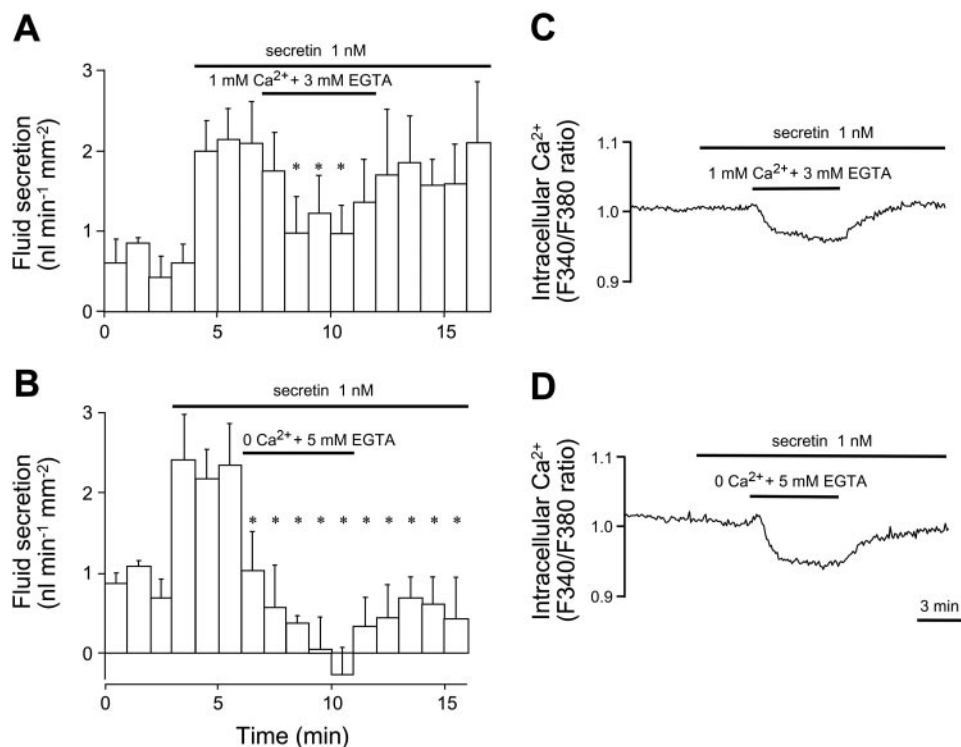 A
secretin 1 nM
1 mM Ca²⁺ + 3 mM EGTA
Fluid secretion
(nl min⁻¹ mm⁻²)
3
2
1
0
* * *
0 5 10 15
B
secretin 1 nM
0 Ca²⁺ + 5 mM EGTA
Fluid secretion
(nl min⁻¹ mm⁻²)
3
2
1
0
* * * * * * * * * *
0 5 10 15
Time (min)
C
secretin 1 nM
1 mM Ca²⁺ + 3 mM EGTA
Intracellular Ca²⁺
(F340/F380 ratio)
1.10
1.0
0.9
D
secretin 1 nM
0 Ca²⁺ + 5 mM EGTA
Intracellular Ca²⁺
(F340/F380 ratio)
1.10
1.0
0.9
3 min